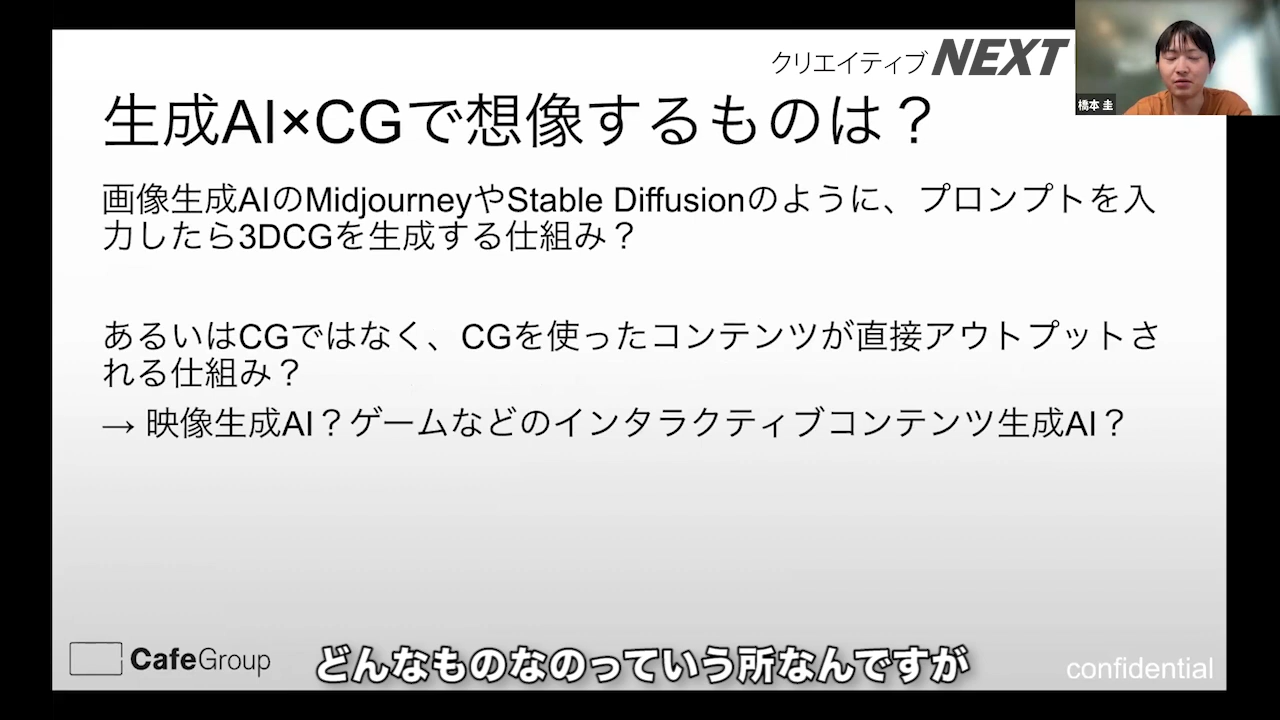 クリエイティブNEXT
橋本 圭
生成AI×CGで想像するものは？
画像生成AIのMidjourneyやStable Diffusionのように、プロンプトを入
力したら3DCGを生成する仕組み？
あるいはCGではなく、CGを使ったコンテンツが直接アウトプットさ
れる仕組み？
→ 映像生成AI？ゲームなどのインタラクティブコンテンツ生成AI？
CafeGroup
どんなものなのっていう所なんですが
confidential